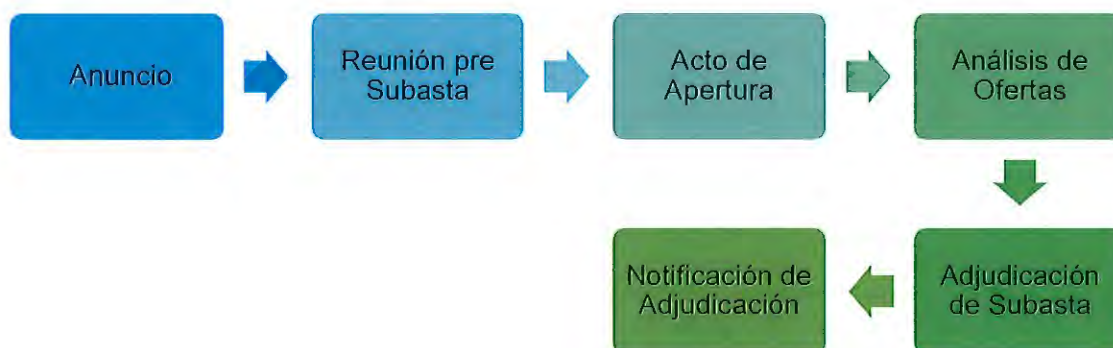 Anuncio
Reunión pre
Subasta
Acto de
Apertura
Análisis de
Ofertas
Adjudicación
de Subasta
Notificación de
Adjudicación